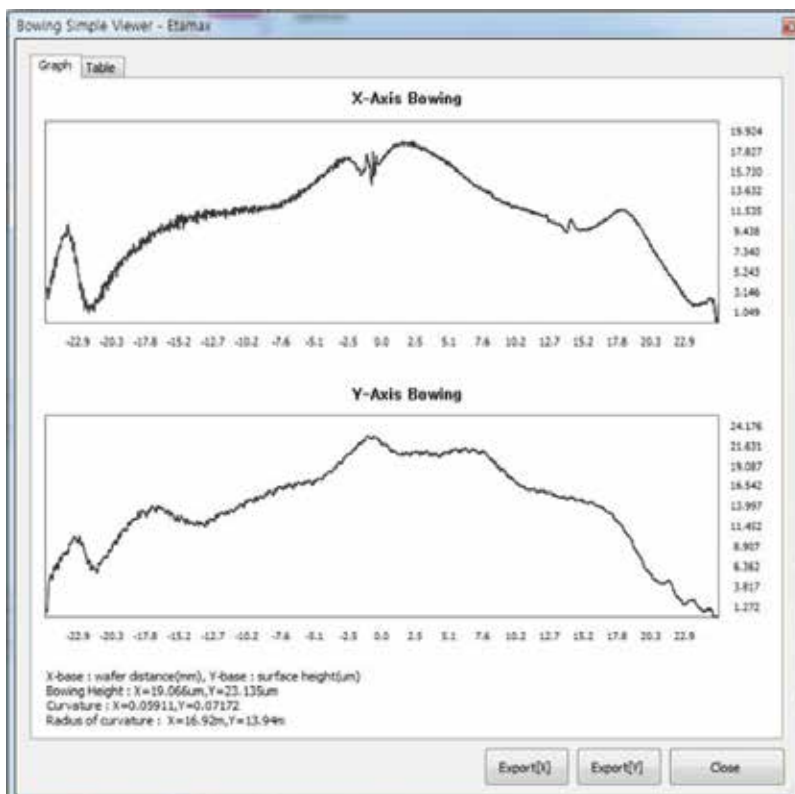 Bowing Simple Viewer - Etamax
Graph Table
X-Axis Bowing
19.924
17.827
15.730
13.632
11.535
9.438
7.340
5.243
3.146
1.049
-22.9 -20.3 -17.8 -15.2 -12.7 -10.2 -7.6 -5.1 -2.5 0.0 2.5 5.1 7.6 10.2 12.7 15.2 17.8 20.3 22.9
Y-Axis Bowing
24.176
21.631
19.087
16.542
13.997
11.452
8.907
6.362
3.817
1.272
-22.9 -20.3 -17.8 -15.2 -12.7 -10.2 -7.6 -5.1 -2.5 0.0 2.5 5.1 7.6 10.2 12.7 15.2 17.8 20.3 22.9
X-base : wafer distance(mm), Y-base : surface height(um)
Bowing Height : X=19.066um,Y=23.135um
Curvature : X=0.05911,Y=0.07172
Radius of curvature : X=16.92m,Y=13.94m
Export[X] Export[Y] Close